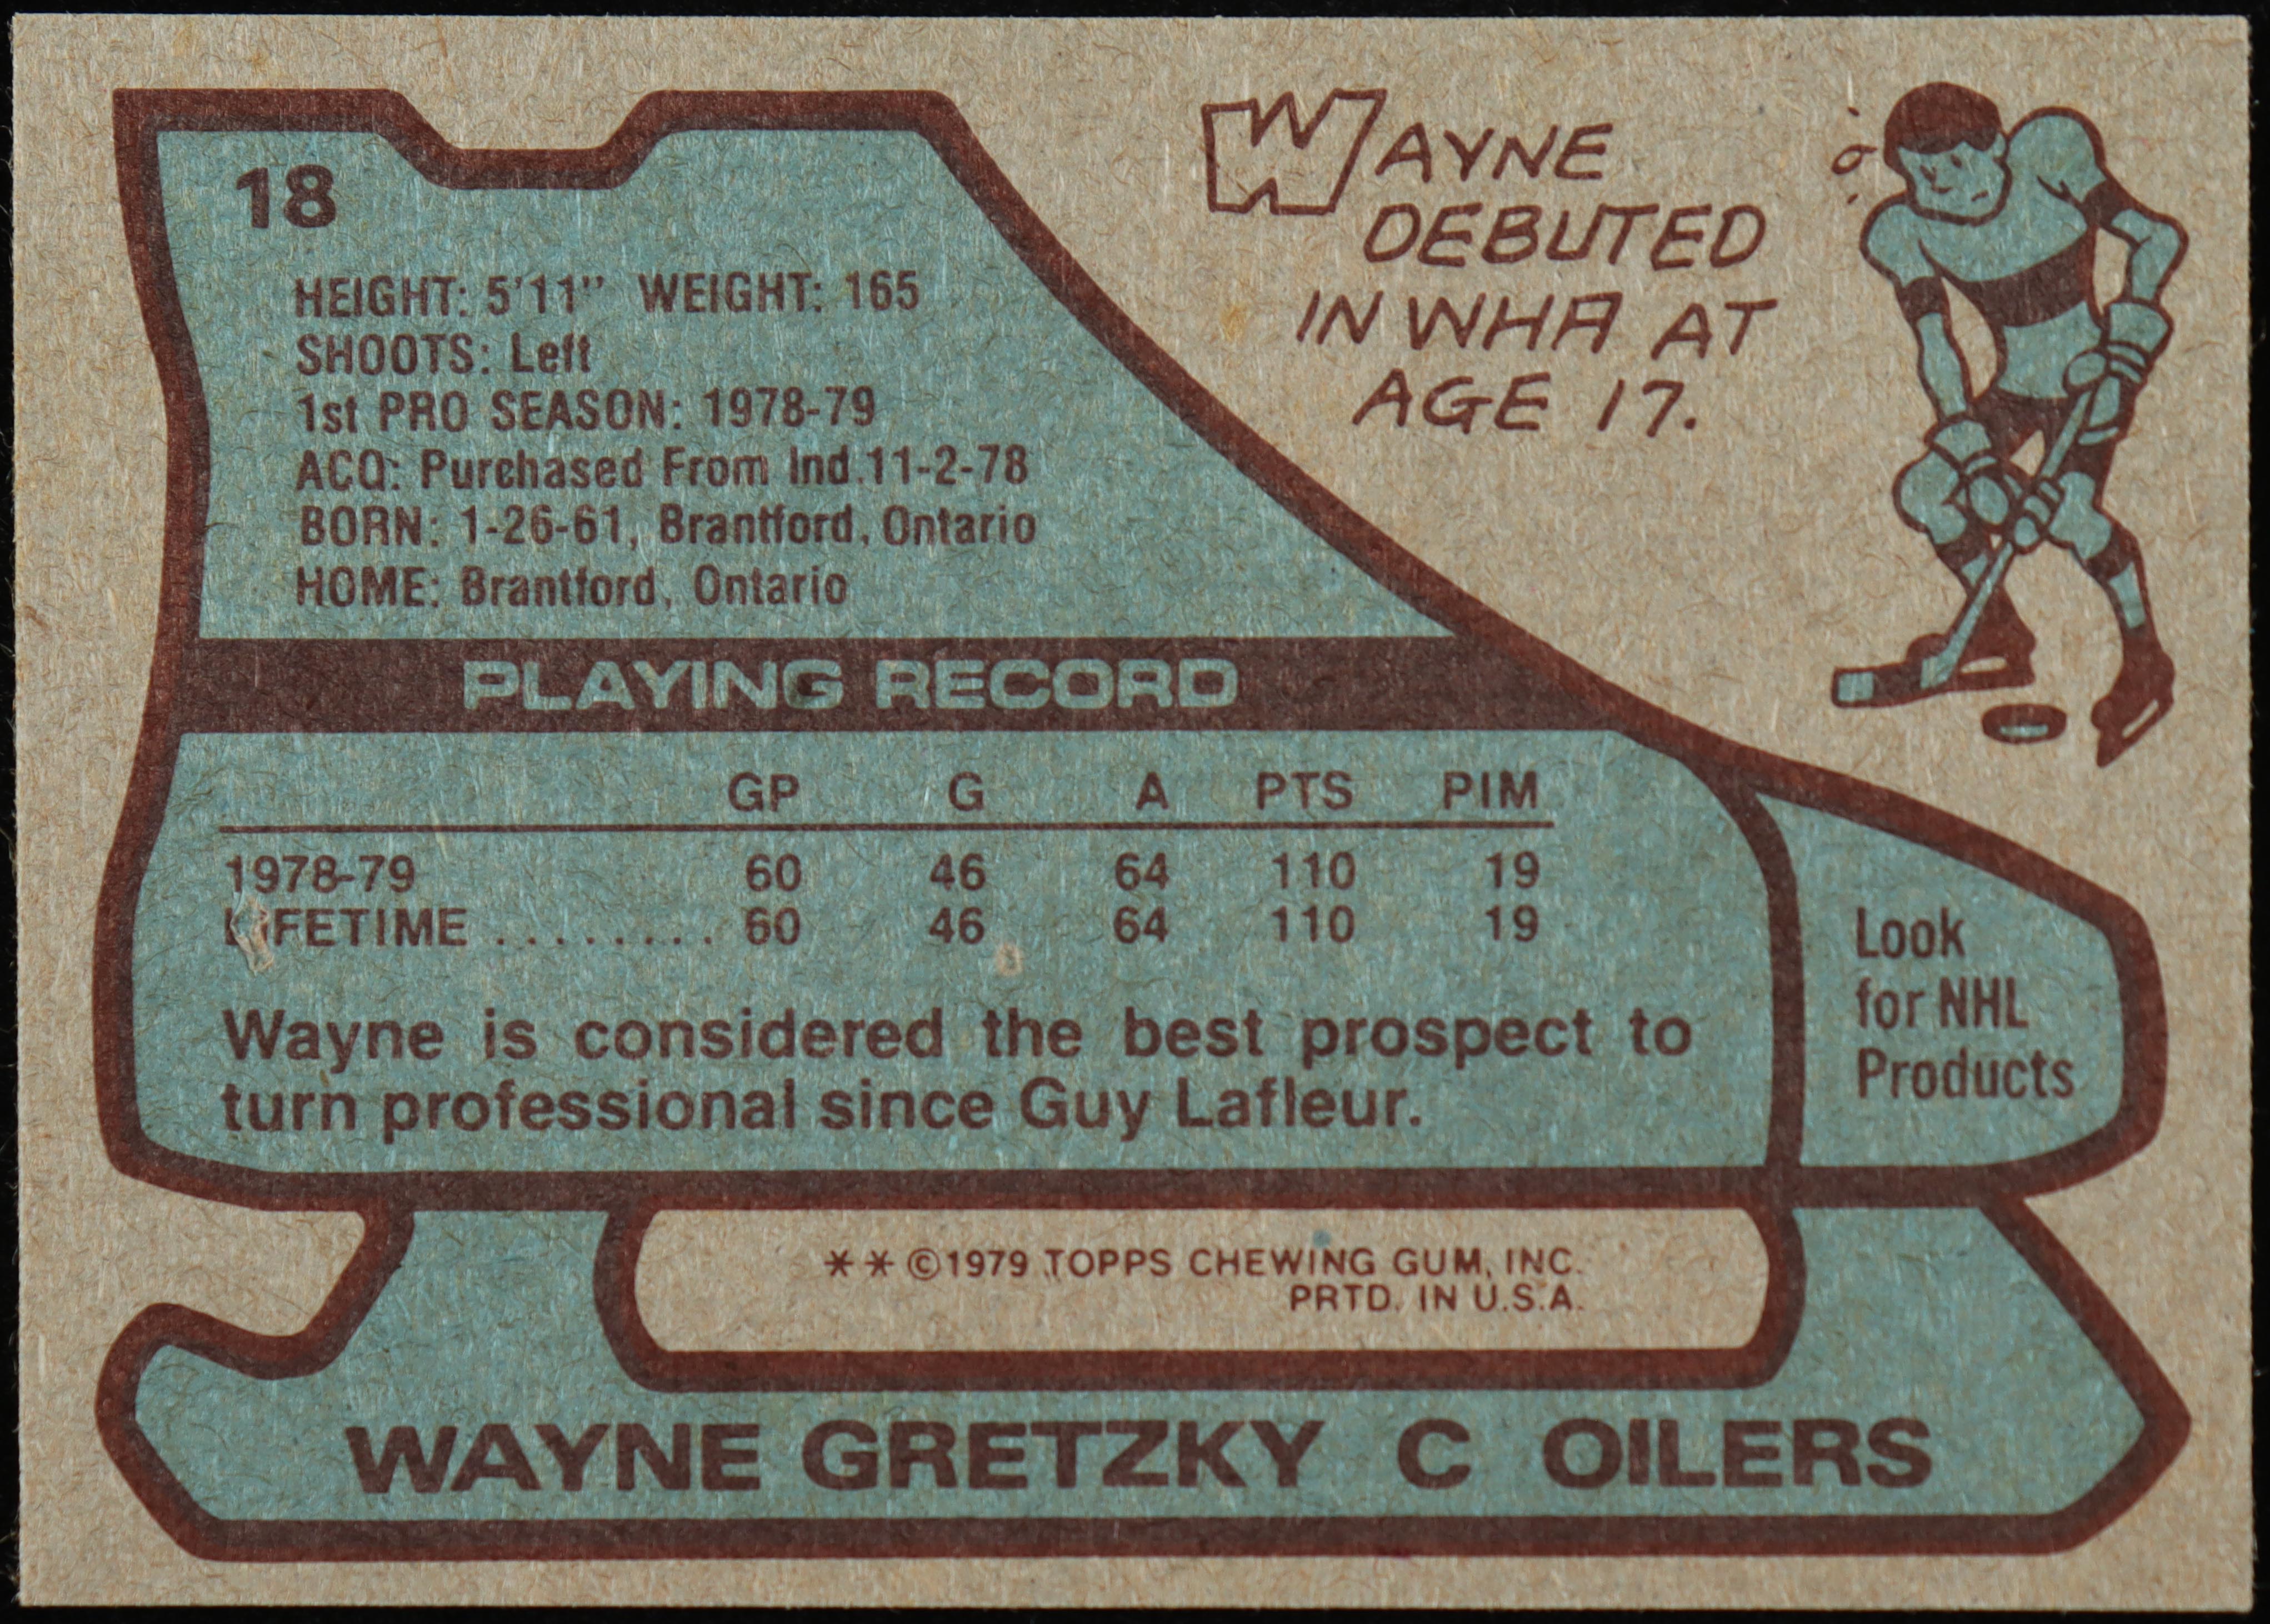 18
HEIGHT: 5'11" WEIGHT: 165
SHOOTS: Left
1st PRO SEASON: 1978-79
ACQ: Purchased From Ind.11-2-78
BORN: 1-26-61, Brantford, Ontario
HOME: Brantford, Ontario
WAYNE
DEBUTED
IN WHA AT
AGE 17.
PLAYING RECORD
GP G A PTS PIM
1978-79 60 46 64 110 19
LIFETIME ........ 60 46 64 110 19
Wayne is considered the best prospect to
turn professional since Guy Lafleur.
Look
for NHL
Products
** ©1979 TOPPS CHEWING GUM, INC.
PRTD. IN U.S.A.
WAYNE GRETZKY C OILERS